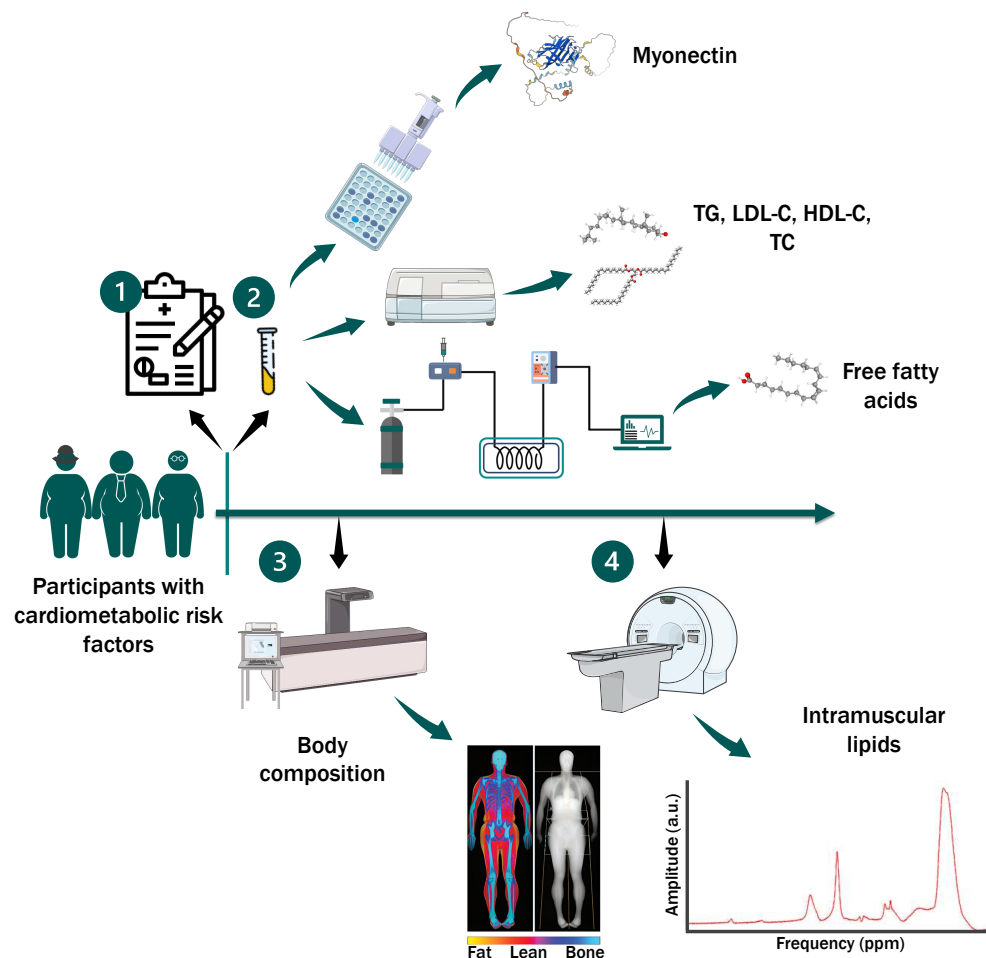 Myonectin
TG, LDL-C, HDL-C,
TC
1
2
Free fatty
acids
Participants with
cardiometabolic risk
factors
3
4
Body
composition
Intramuscular
lipids
Fat Lean Bone
Amplitude (a.u.)
Frequency (ppm)